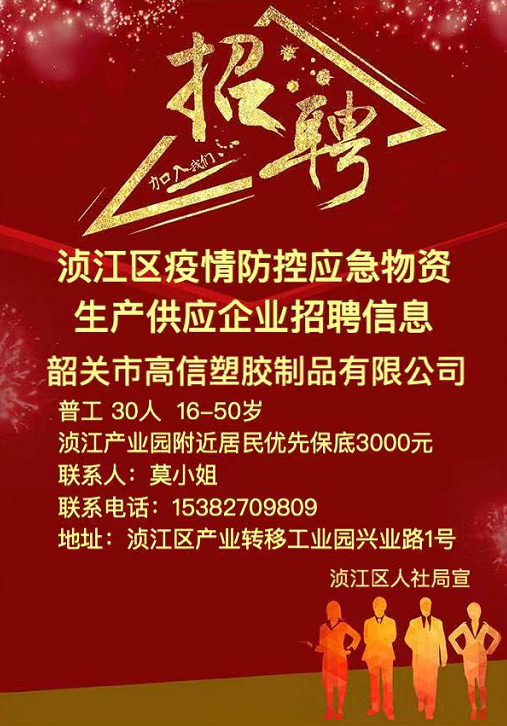 招聘
加入我们
浈江区疫情防控应急物资
生产供应企业招聘信息
韶关市高信塑胶制品有限公司
普工 30人 16-50岁
浈江产业园附近居民优先保底3000元
联系人：莫小姐
联系电话：15382709809
地址：浈江区产业转移工业园兴业路1号
浈江区人社局宣